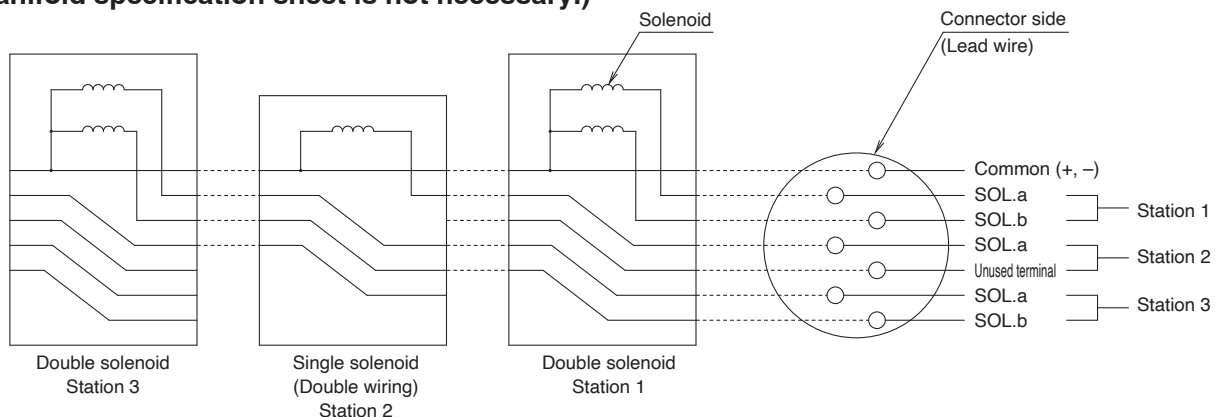 anifold specification sheet is not necessary.)
Solenoid
Connector side
(Lead wire)
Common (+, –)
SOL.a
Station 1
SOL.b
SOL.a
Station 2
Unused terminal
SOL.a
Station 3
SOL.b
Double solenoid
Station 3
Single solenoid
(Double wiring)
Station 2
Double solenoid
Station 1